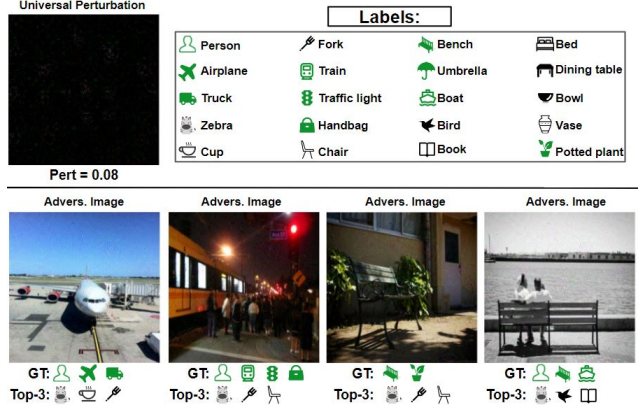 Universal Perturbation
Labels:
Person Fork Bench Bed
Airplane Train Umbrella Dining table
Truck Traffic light Boat Bowl
Zebra Handbag Bird Vase
Cup Chair Book Potted plant
Pert = 0.08
Advers. Image Advers. Image Advers. Image Advers. Image
GT: GT: GT: GT:
Top-3: , Top-3: , Top-3: , Top-3: ,